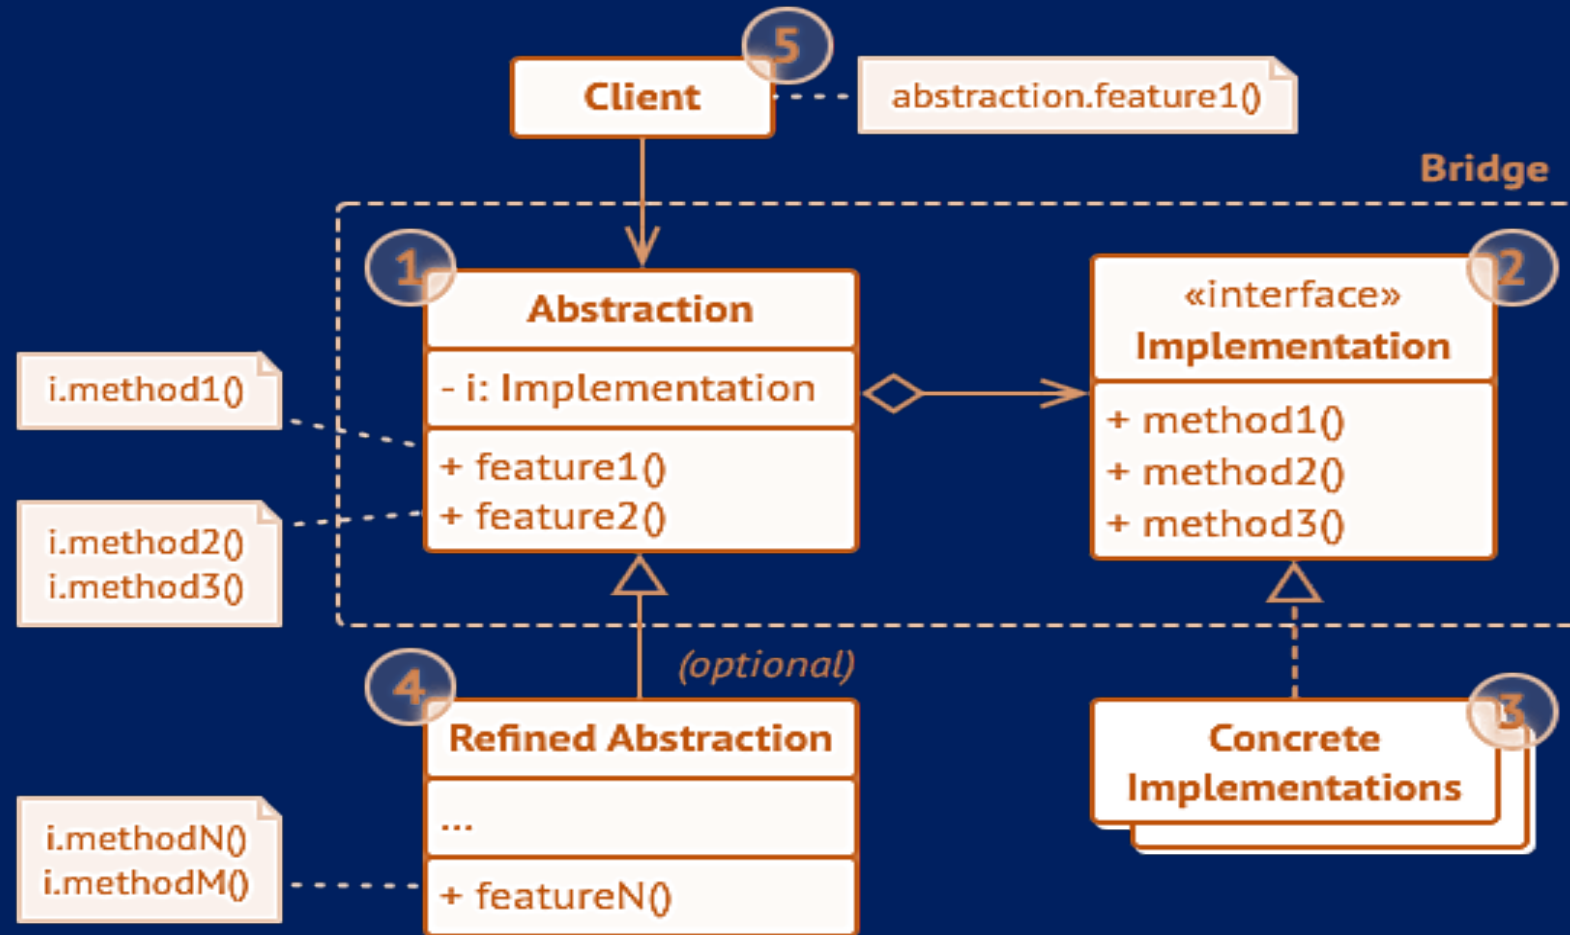 5
Client
abstraction.feature1()
Bridge
1
Abstraction
- i: Implementation
+ feature1()
+ feature2()
2
«interface»
Implementation
+ method1()
+ method2()
+ method3()
i.method1()
i.method2()
i.method3()
(optional)
4
Refined Abstraction
...
+ featureN()
3
Concrete
Implementations
i.methodN()
i.methodM()